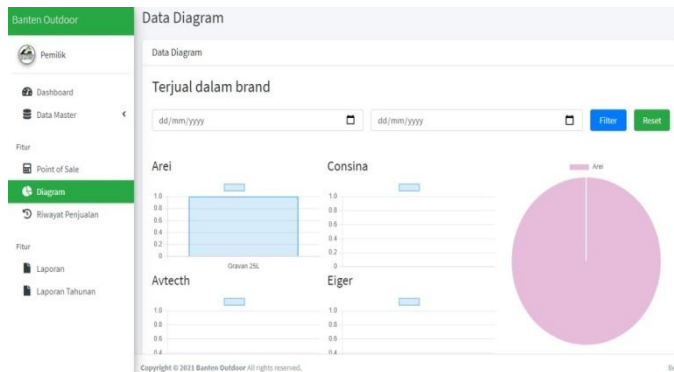 Banten Outdoor
Pemilik
Dashboard
Data Master
Fitur
Point of Sale
Diagram
Riwayat Penjualan
Fitur
Laporan
Laporan Tahunan
Data Diagram
Data Diagram
Terjual dalam brand
dd/mm/yyyy
dd/mm/yyyy
Filter
Reset
Arei
1.0
0.8
0.6
0.4
0.2
0
Gravan 25L
Consina
1.0
0.8
0.6
0.4
0.2
0
Arei
Avtecth
1.0
0.8
0.6
0.4
Eiger
1.0
0.8
0.6
0.4
Copyright © 2021 Banten Outdoor All rights reserved.